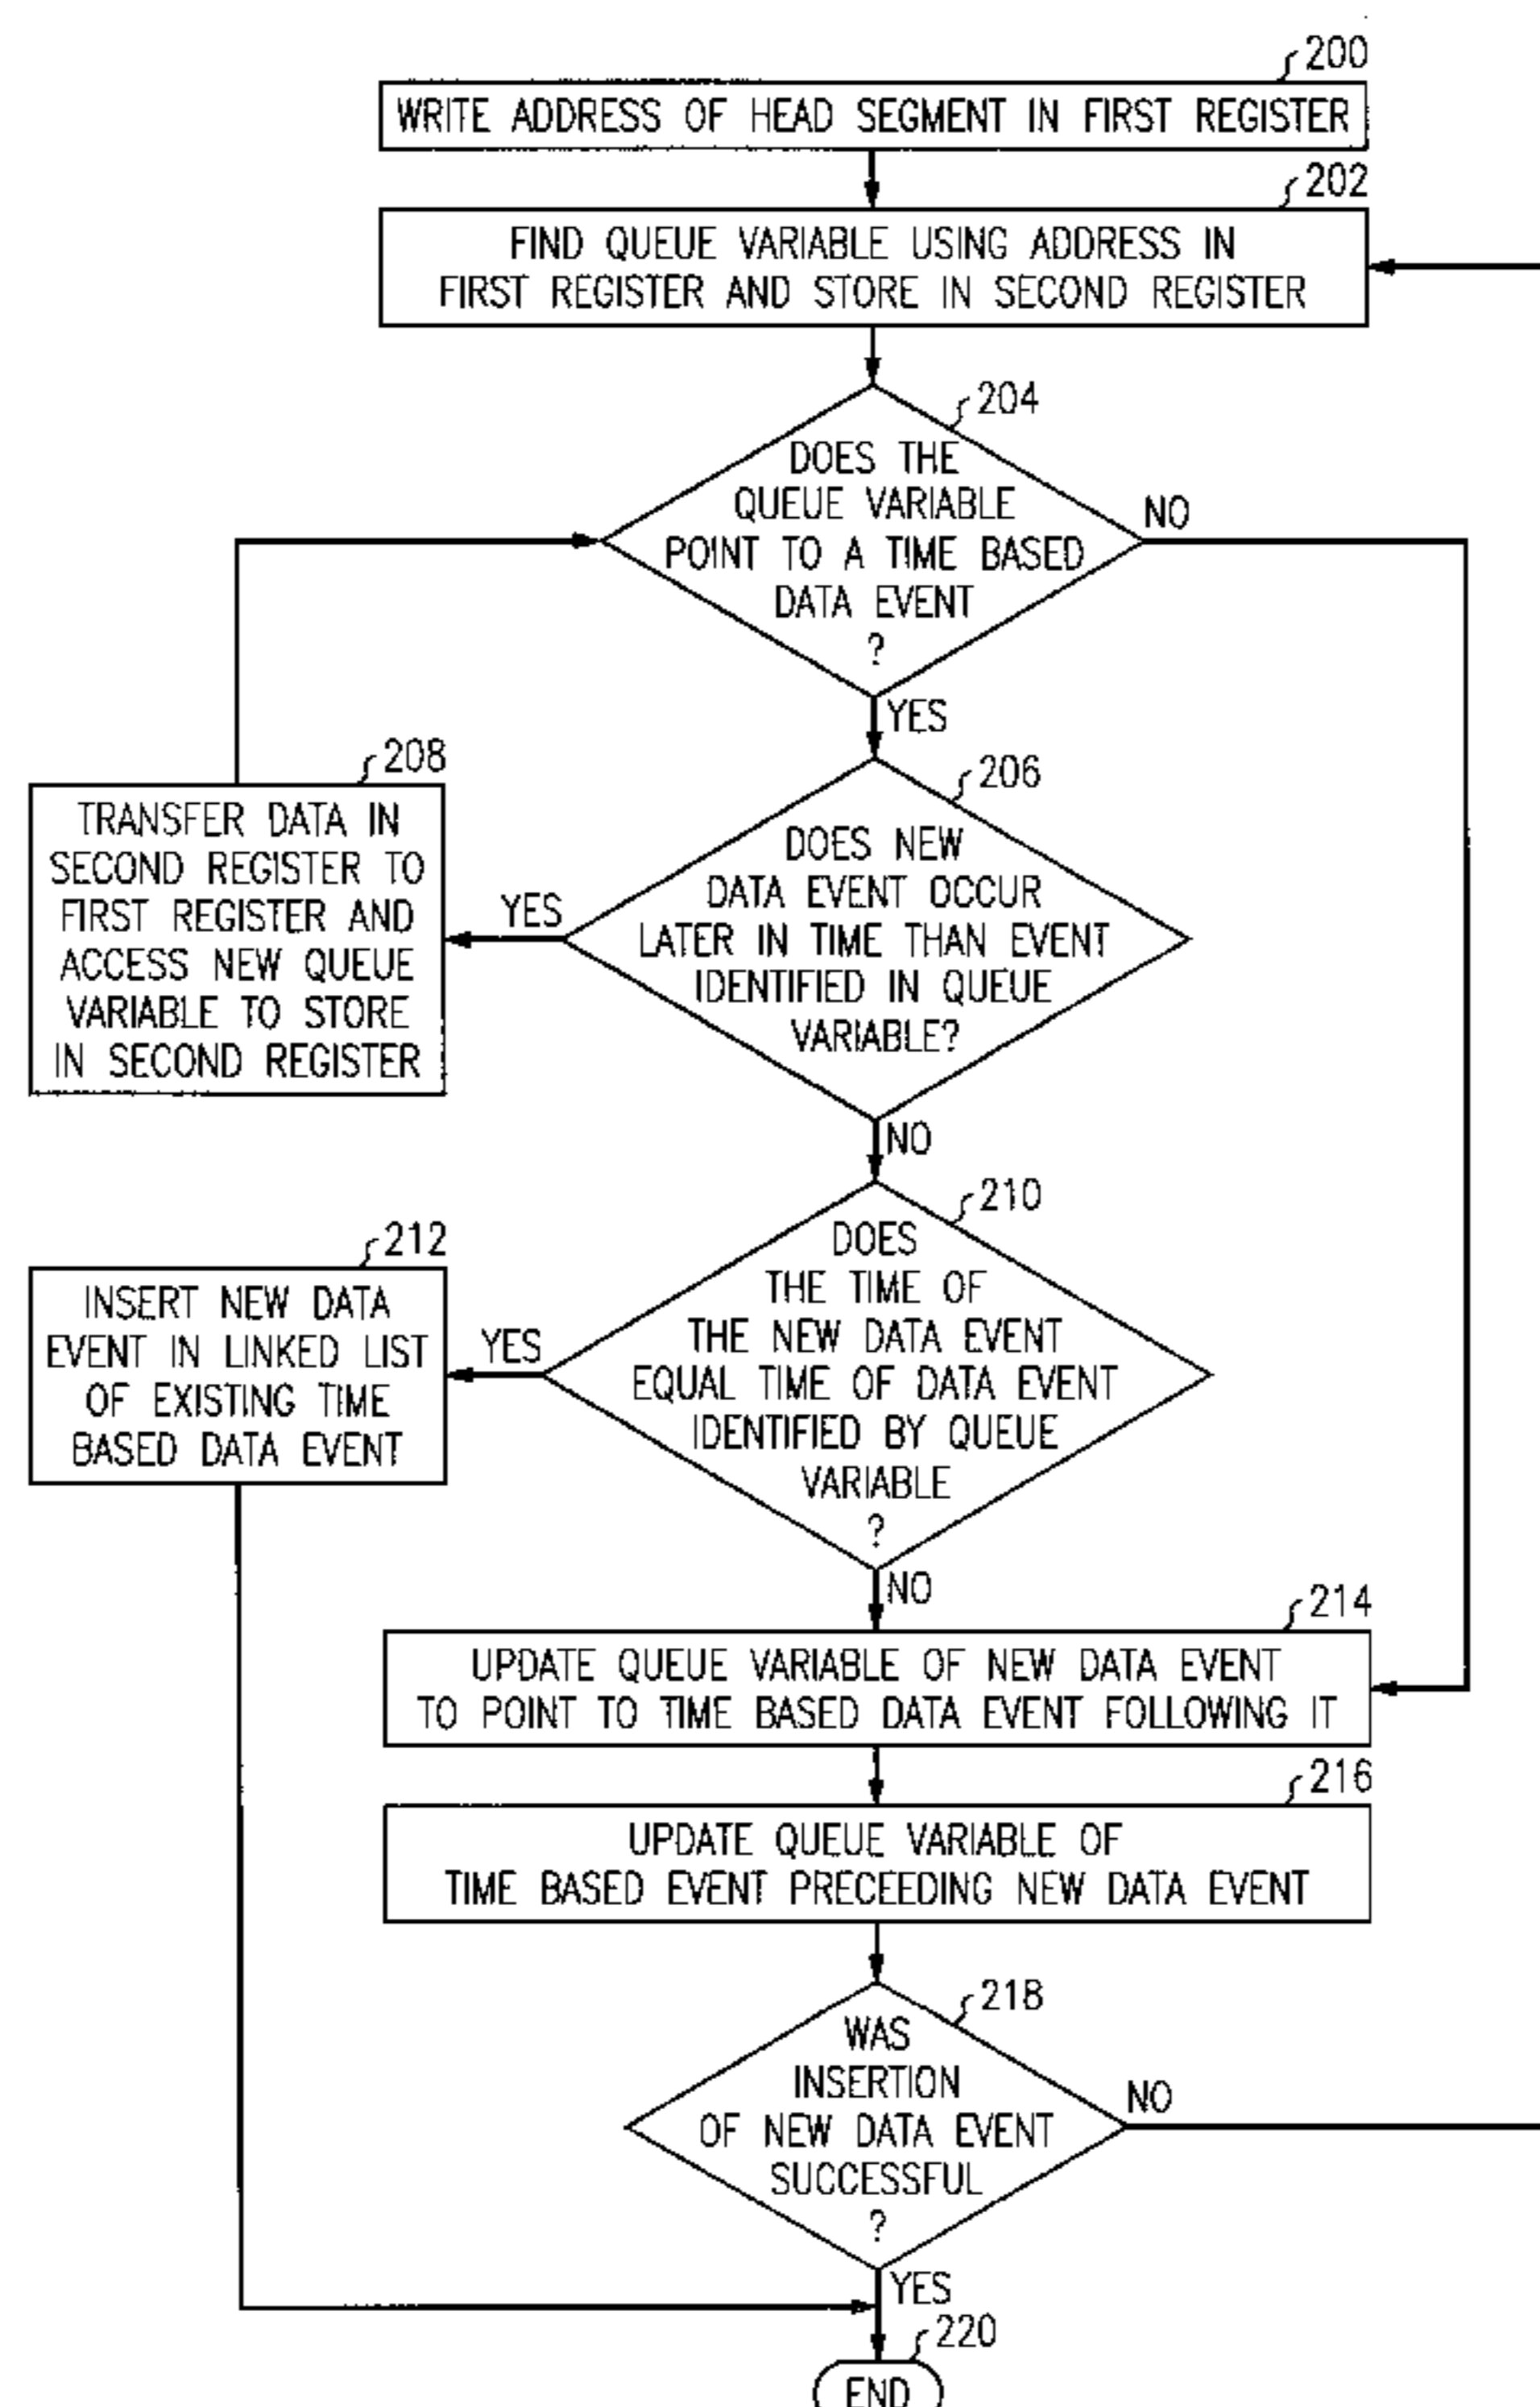 200
WRITE ADDRESS OF HEAD SEGMENT IN FIRST REGISTER
202
FIND QUEUE VARIABLE USING ADDRESS IN
FIRST REGISTER AND STORE IN SECOND REGISTER
204
DOES THE
QUEUE VARIABLE
POINT TO A TIME BASED
DATA EVENT
?
NO
YES
208
TRANSFER DATA IN
SECOND REGISTER TO
FIRST REGISTER AND
ACCESS NEW QUEUE
VARIABLE TO STORE
IN SECOND REGISTER
YES
206
DOES NEW
DATA EVENT OCCUR
LATER IN TIME THAN EVENT
IDENTIFIED IN QUEUE
VARIABLE?
NO
212
INSERT NEW DATA
EVENT IN LINKED LIST
OF EXISTING TIME
BASED DATA EVENT
YES
210
DOES
THE TIME OF
THE NEW DATA EVENT
EQUAL TIME OF DATA EVENT
IDENTIFIED BY QUEUE
VARIABLE
?
NO
214
UPDATE QUEUE VARIABLE OF NEW DATA EVENT
TO POINT TO TIME BASED DATA EVENT FOLLOWING IT
216
UPDATE QUEUE VARIABLE OF
TIME BASED EVENT PRECEEDING NEW DATA EVENT
218
WAS
INSERTION
OF NEW DATA EVENT
SUCCESSFUL
?
NO
YES
220
END